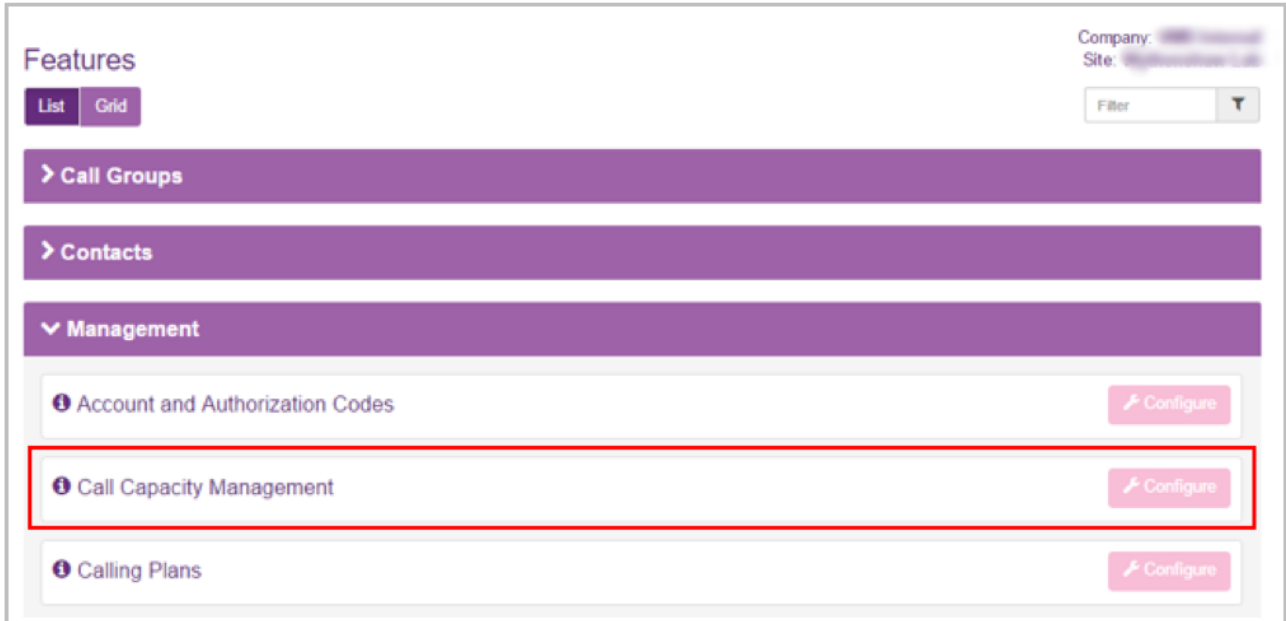 Features
Company:
Site:
List
Grid
Filter
Call Groups
Contacts
Management
Account and Authorization Codes
Configure
Call Capacity Management
Configure
Calling Plans
Configure